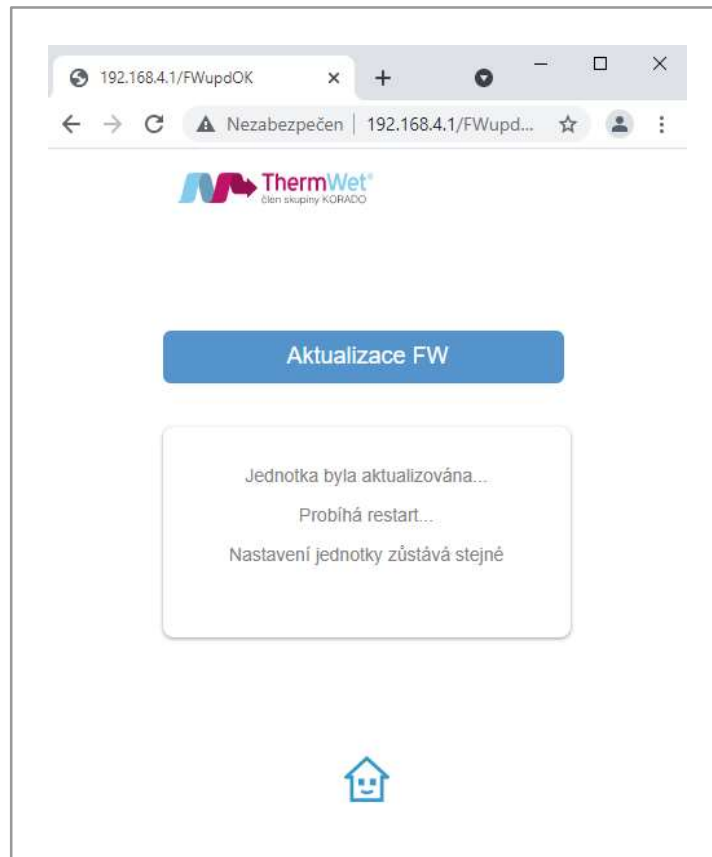 192.168.4.1/FWupdOK
Nezabezpečen | 192.168.4.1/FWupd...
ThermWet®
člen skupiny KORADO
Aktualizace FW
Jednotka byla aktualizována...
Probíhá restart...
Nastavení jednotky zůstává stejné